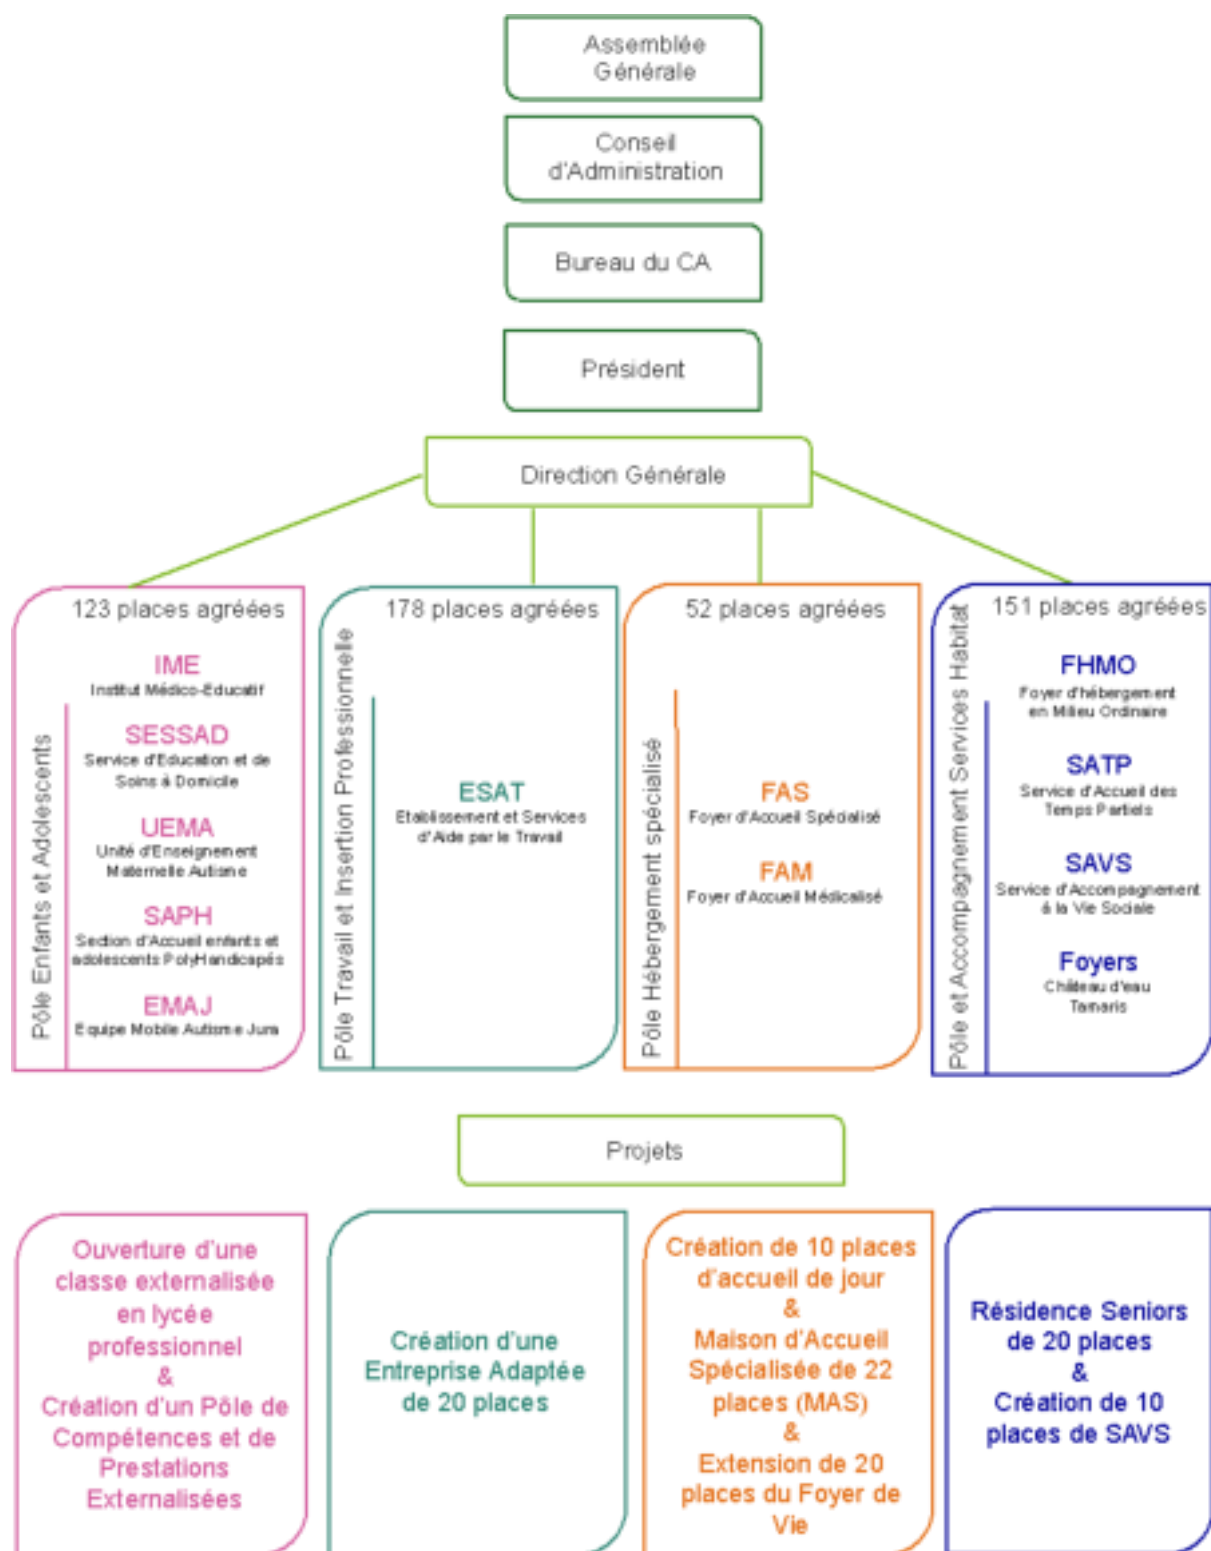 Assemblée
Générale
Conseil
d'Administration
Bureau du CA
Président
Direction Générale
123 places agréées
Pôle Enfants et Adolescents
IME
Institut Médico-Educatif
SESSAD
Service d'Education et de
Soins à Domicile
UEMA
Unité d'Enseignement
Maternelle Autisme
SAPH
Section d'Accueil enfants et
adolescents PolyHandicapés
EMAJ
Equipe Mobile Autisme Jura
178 places agréées
Pôle Travail et Insertion Professionnelle
ESAT
Etablissement et Services
d'Aide par le Travail
52 places agréées
Pôle Hébergement spécialisé
FAS
Foyer d'Accueil Spécialisé
FAM
Foyer d'Accueil Médicalisé
151 places agréées
Pôle et Accompagnement Services Habitat
FHMO
Foyer d'hébergement
en Milieu Ordinaire
SATP
Service d'Accueil des
Temps Partiels
SAVS
Service d'Accompagnement
à la Vie Sociale
Foyers
Château d'eau
Tamaris
Projets
Ouverture d'une
classe externalisée
en lycée
professionnel
&
Création d'un Pôle de
Compétences et de
Prestations
Externalisées
Création d'une
Entreprise Adaptée
de 20 places
Création de 10 places
d'accueil de jour
&
Maison d'Accueil
Spécialisée de 22
places (MAS)
&
Extension de 20
places du Foyer de
Vie
Résidence Seniors
de 20 places
&
Création de 10
places de SAVS